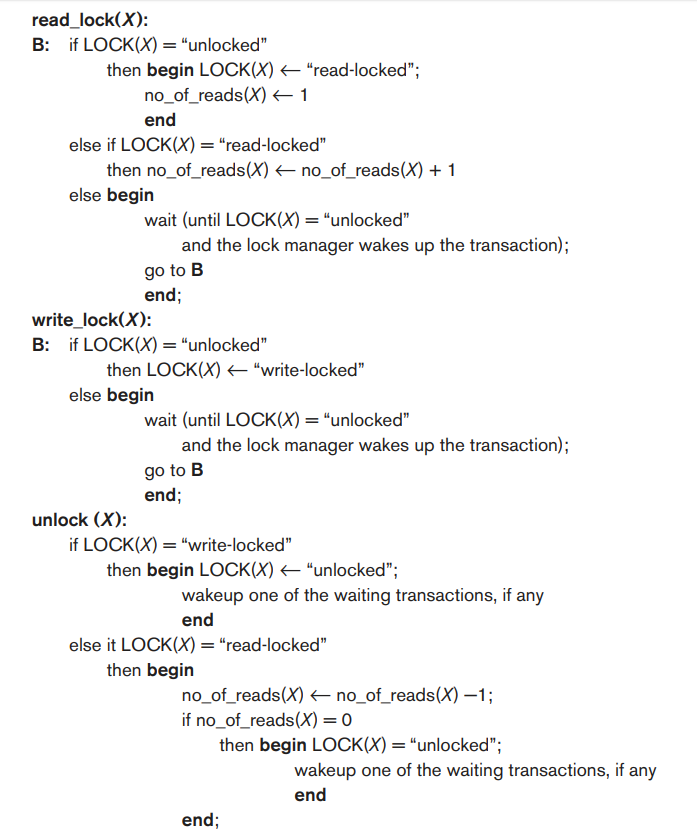 read_lock(X):
B: if LOCK(X) = “unlocked”
then begin LOCK(X) ← “read-locked”;
no_of_reads(X) ← 1
end
else if LOCK(X) = “read-locked”
then no_of_reads(X) ← no_of_reads(X) + 1
else begin
wait (until LOCK(X) = “unlocked”
and the lock manager wakes up the transaction);
go to B
end;
write_lock(X):
B: if LOCK(X) = “unlocked”
then LOCK(X) ← “write-locked”
else begin
wait (until LOCK(X) = “unlocked”
and the lock manager wakes up the transaction);
go to B
end;
unlock (X):
if LOCK(X) = “write-locked”
then begin LOCK(X) ← “unlocked”;
wakeup one of the waiting transactions, if any
end
else it LOCK(X) = “read-locked”
then begin
no_of_reads(X) ← no_of_reads(X) −1;
if no_of_reads(X) = 0
then begin LOCK(X) = “unlocked”;
wakeup one of the waiting transactions, if any
end
end;